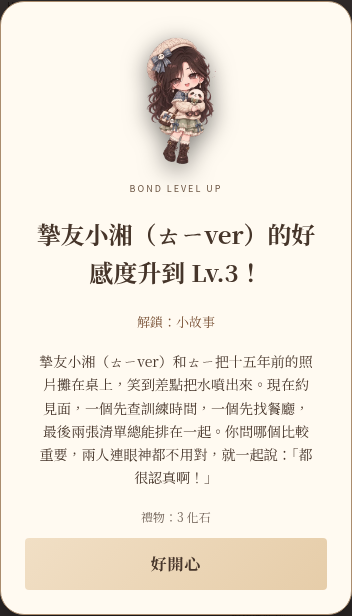 BOND LEVEL UP
摯友小湘（ㄊㄧver）的好
感度升到 Lv.3！
解鎖：小故事
摯友小湘（ㄊㄧver）和ㄊㄧ把十五年前的照
片攤在桌上，笑到差點把水噴出來。現在約
見面，一個先查訓練時間，一個先找餐廳，
最後兩張清單總能排在一起。你問哪個比較
重要，兩人連眼神都不用對，就一起說：「都
很認真啊！」
禮物：3 化石
好開心